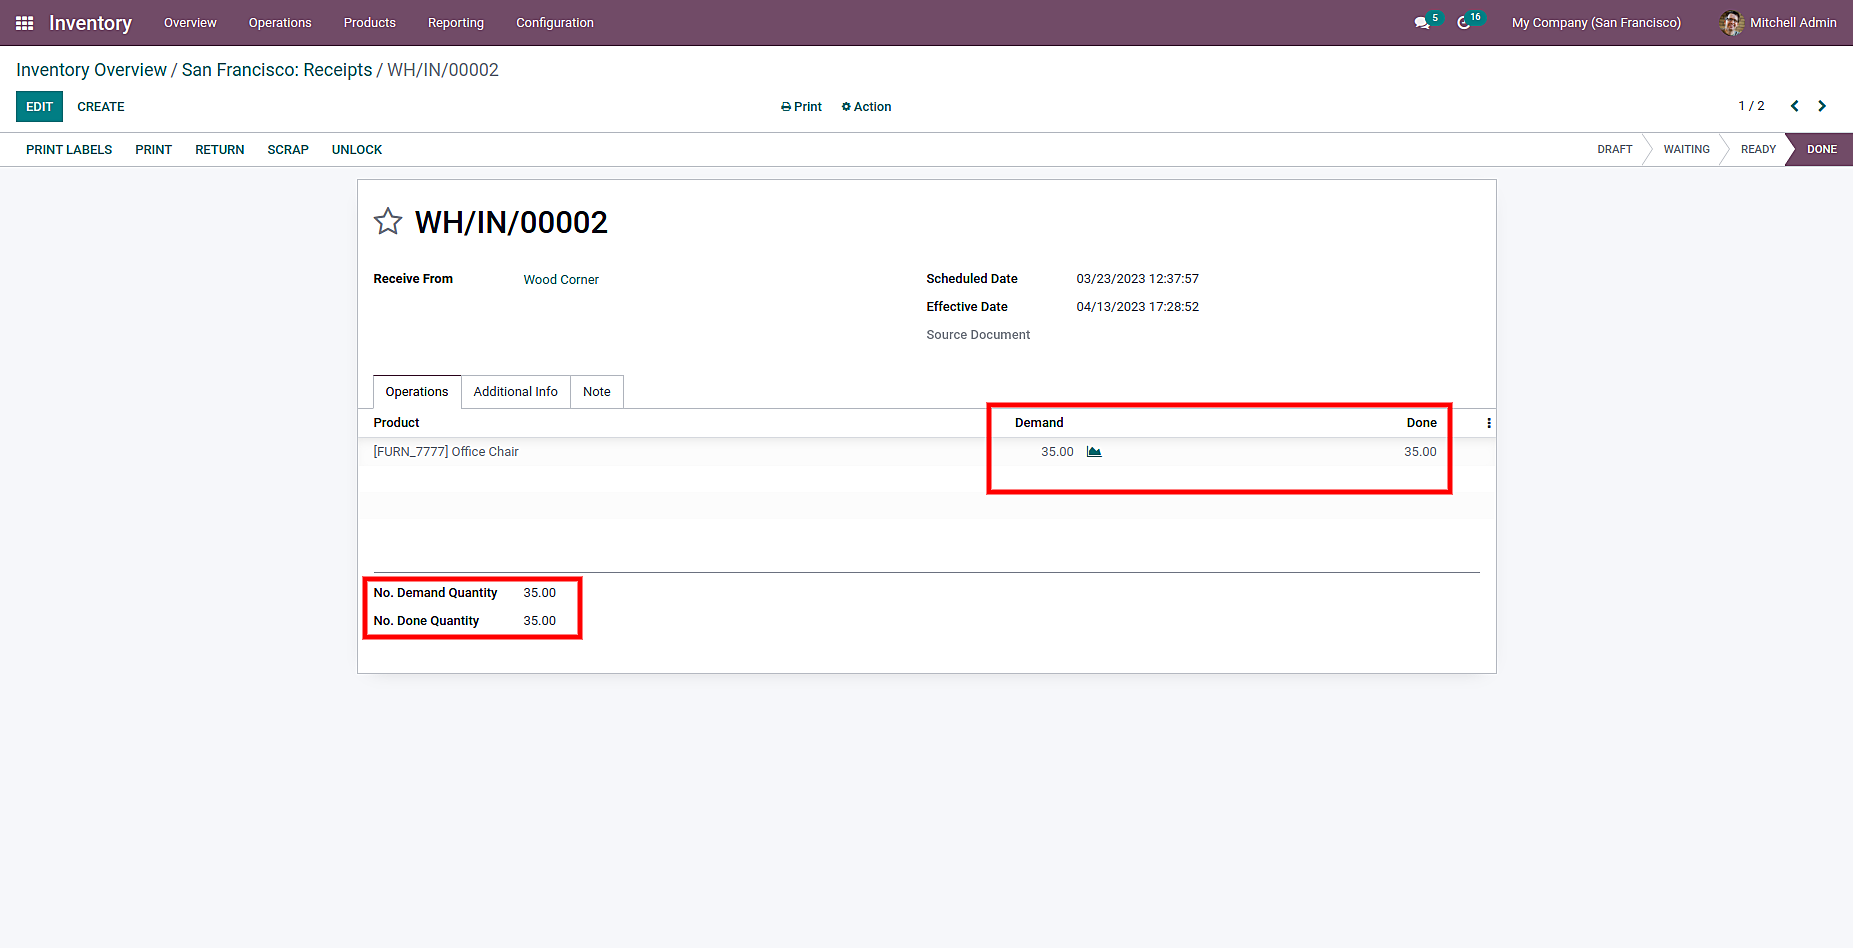 Inventory Overview Operations Products Reporting Configuration 5 16 My Company (San Francisco) Mitchell Admin
Inventory Overview / San Francisco: Receipts / WH/IN/00002
EDIT CREATE Print Action 1 / 2
PRINT LABELS PRINT RETURN SCRAP UNLOCK DRAFT WAITING READY DONE
WH/IN/00002
Receive From Wood Corner Scheduled Date 03/23/2023 12:37:57
Effective Date 04/13/2023 17:28:52
Source Document
Operations Additional Info Note
Product Demand Done
[FURN_7777] Office Chair 35.00 35.00
No. Demand Quantity 35.00
No. Done Quantity 35.00